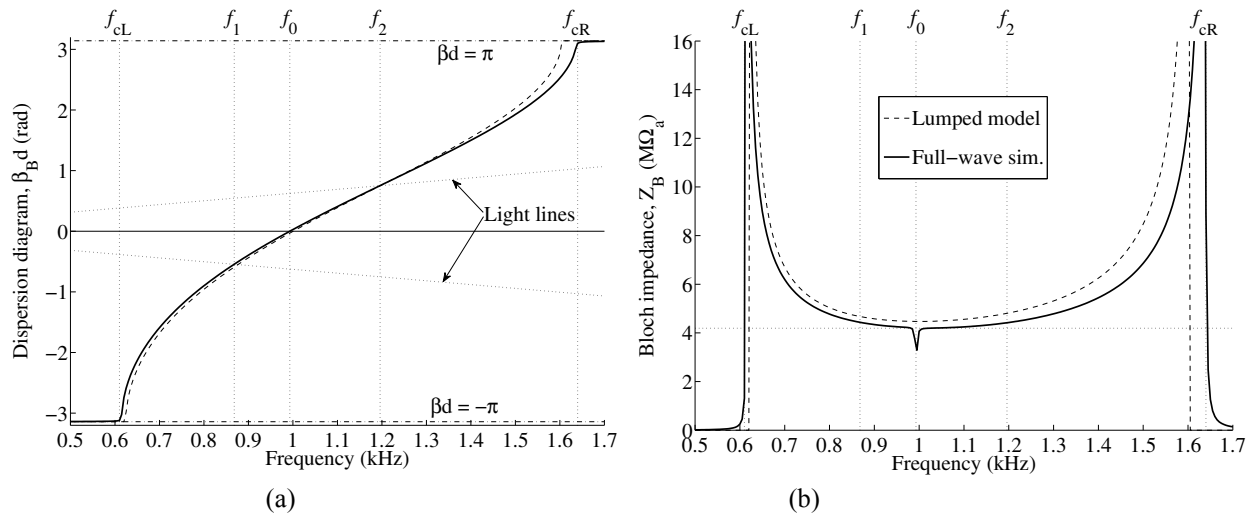 f_cL f_1 f_0 f_2 f_cR
βd = π
Light lines
βd = −π
Dispersion diagram, β_B d (rad)
3
2
1
0
−1
−2
−3
0.5 0.6 0.7 0.8 0.9 1 1.1 1.2 1.3 1.4 1.5 1.6 1.7
Frequency (kHz)
(a)
f_cL f_1 f_0 f_2 f_cR
Lumped model
Full−wave sim.
Bloch impedance, Z_B (MΩ_a)
16
14
12
10
8
6
4
2
0
0.5 0.6 0.7 0.8 0.9 1 1.1 1.2 1.3 1.4 1.5 1.6 1.7
Frequency (kHz)
(b)